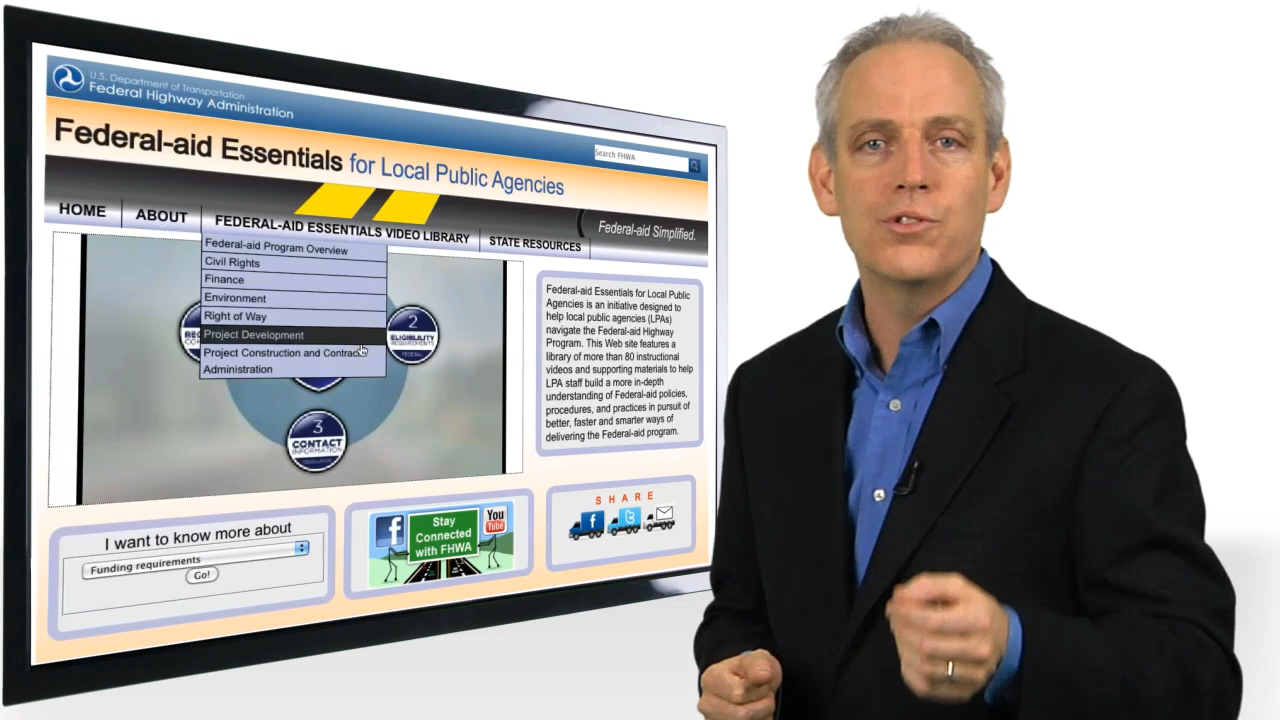 U.S. Department of Transportation
Federal Highway Administration
Federal-aid Essentials for Local Public Agencies
Search FHWA
HOME
ABOUT
FEDERAL-AID ESSENTIALS VIDEO LIBRARY
STATE RESOURCES
Federal-aid Simplified.
Federal-aid Program Overview
Civil Rights
Finance
Environment
Right of Way
Project Development
Project Construction and Contract
Administration
2
ELIGIBILITY
REQUIREMENTS
FEDERAL
3
CONTACT
INFORMATION
Federal-aid Essentials for Local Public
Agencies is an initiative designed to
help local public agencies (LPAs)
navigate the Federal-aid Highway
Program. This Web site features a
library of more than 80 instructional
videos and supporting materials to help
LPA staff build a more in-depth
understanding of Federal-aid policies,
procedures, and practices in pursuit of
better, faster and smarter ways of
delivering the Federal-aid program.
I want to know more about
Funding requirements
Go!
Stay
Connected
with FHWA
You
Tube
SHARE